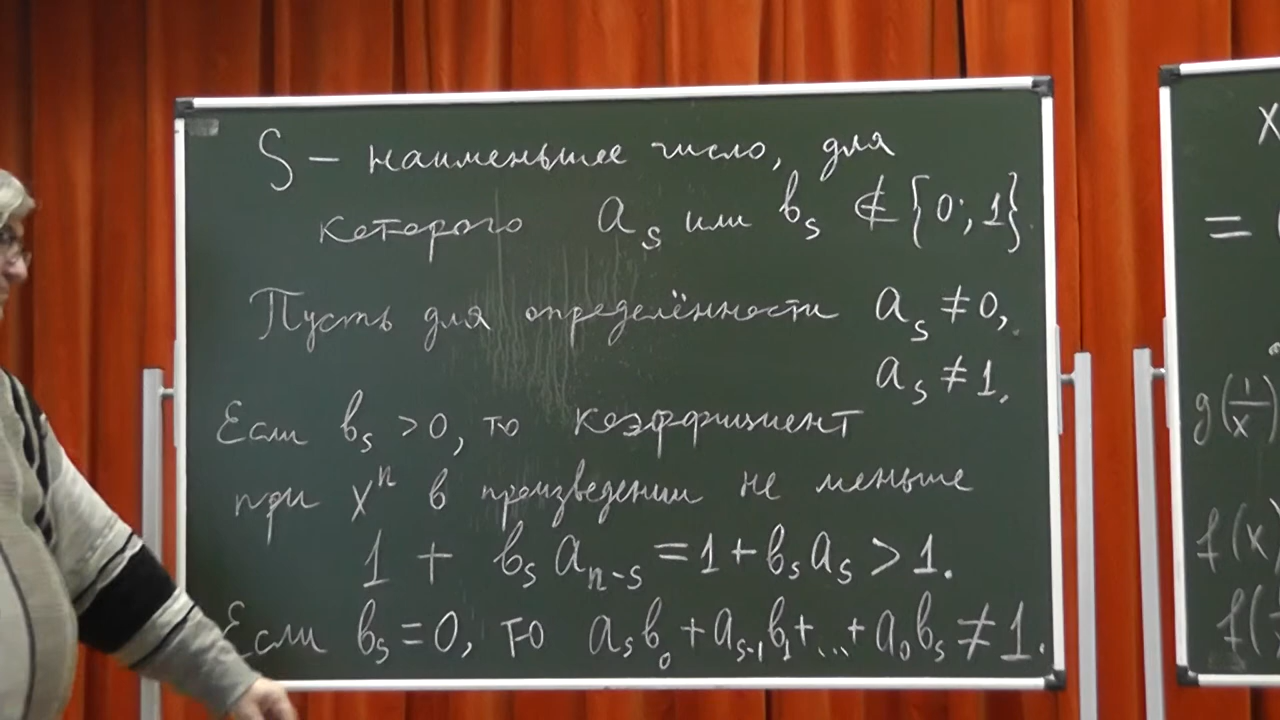 S – наименьшее число, для
которого a_s или b_s ∉ {0; 1}.
Пусть для определённости a_s ≠ 0,
a_s ≠ 1.
Если b_s > 0, то коэффициент
при x^n в произведении не меньше
1 + b_s a_{n-s} = 1 + b_s a_s > 1.
Если b_s = 0, то a_s b_0 + a_{s-1} b_1 + ... + a_0 b_s ≠ 1.
x
=
g(1/x)
f(x)
f(